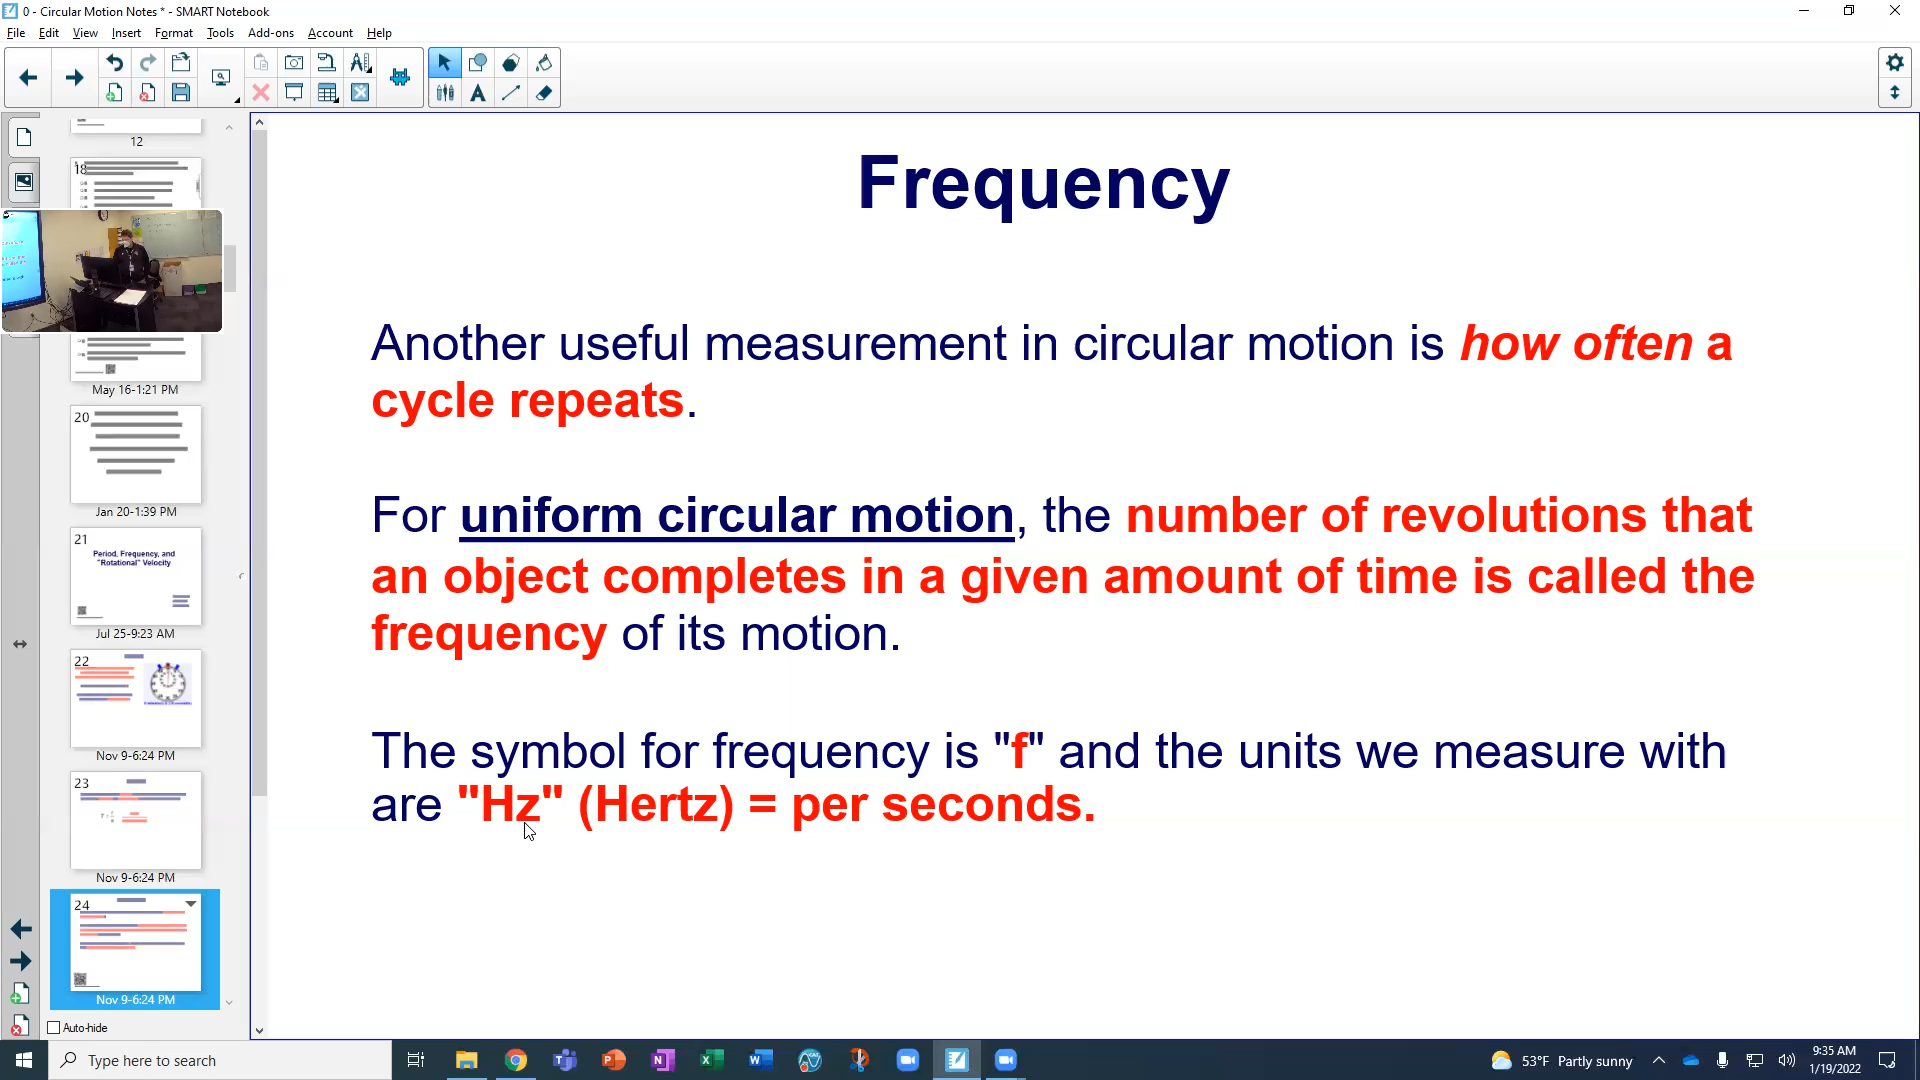 0 - Circular Motion Notes * - SMART Notebook
File Edit View Insert Format Tools Add-ons Account Help
12
18
May 16-1:21 PM
20
Jan 20-1:39 PM
21
Period, Frequency, and
"Rotational" Velocity
Jul 25-9:23 AM
22
Nov 9-6:24 PM
23
Nov 9-6:24 PM
24
Nov 9-6:24 PM
Auto-hide
Frequency
Another useful measurement in circular motion is how often a
cycle repeats.
For uniform circular motion, the number of revolutions that
an object completes in a given amount of time is called the
frequency of its motion.
The symbol for frequency is "f" and the units we measure with
are "Hz" (Hertz) = per seconds.
Type here to search
53°F Partly sunny
9:35 AM
1/19/2022